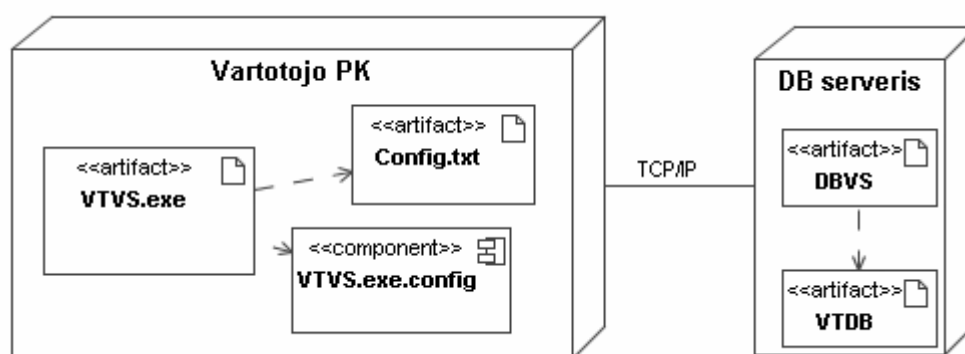 Vartotojo PK
<<artifact>>
VTVS.exe
<<artifact>>
Config.txt
<<component>>
VTVS.exe.config
TCP/IP
DB serveris
<<artifact>>
DBVS
<<artifact>>
VTDB